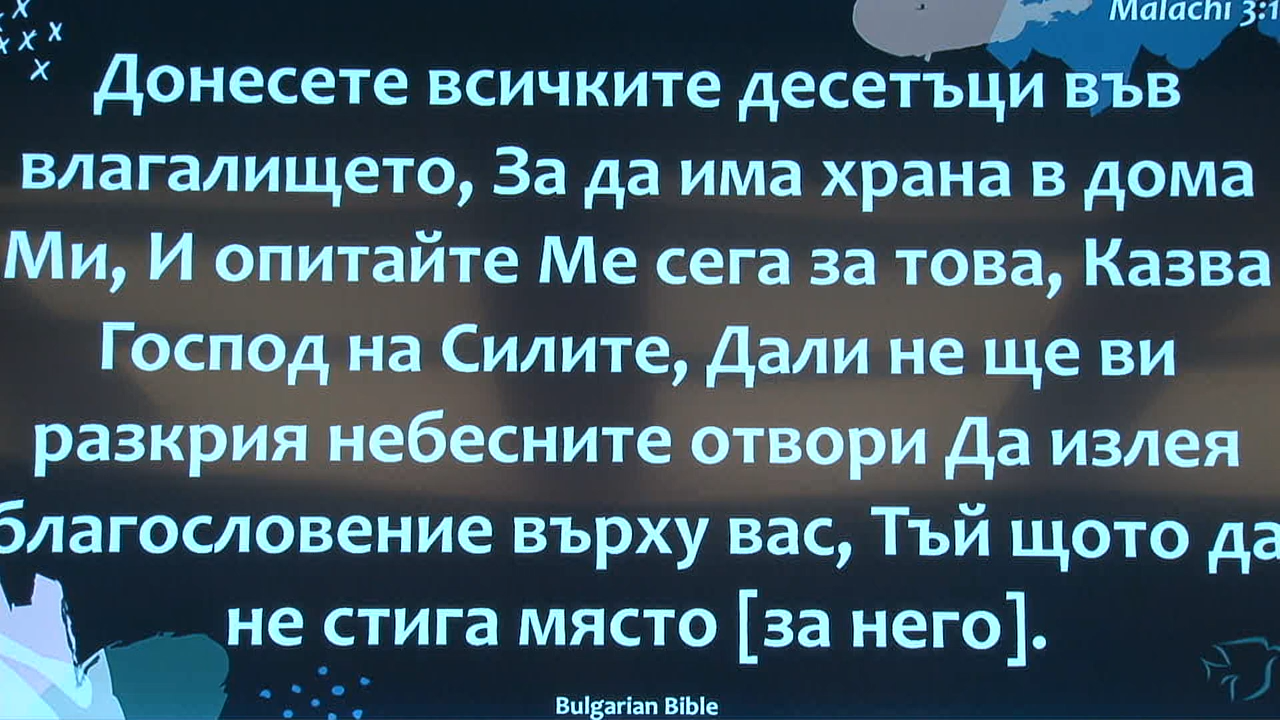 Malachi 3:1
Донесете всичките десетъци във
влагалището, За да има храна в дома
Ми, И опитайте Ме сега за това, Казва
Господ на Силите, Дали не ще ви
разкрия небесните отвори Да излея
благословение върху вас, Тъй щото да
не стига място [за него].
Bulgarian Bible